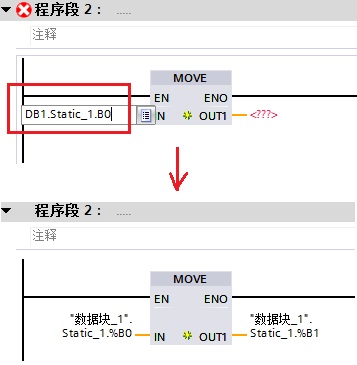 程序段 2： .....
注释
MOVE
EN ENO
DB1.Static_1.B0 IN OUT1 <???>
程序段 2： .....
注释
MOVE
EN ENO
"数据块_1". "数据块_1".
Static_1.%B0 IN OUT1 Static_1.%B1